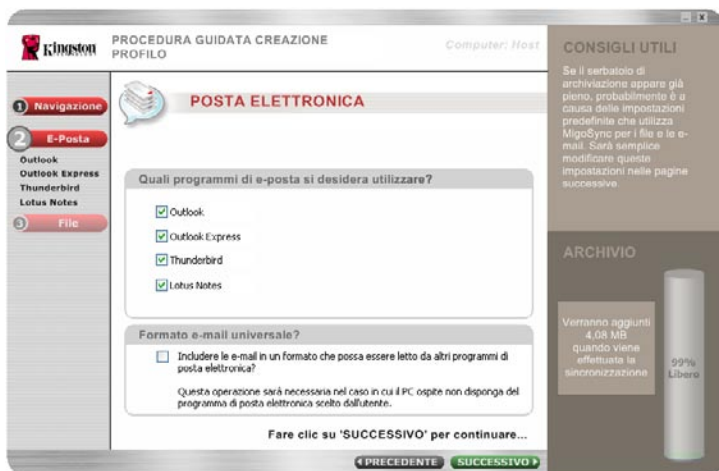 Kingston
PROCEDURA GUIDATA CREAZIONE
PROFILO
Computer: Host
1 Navigazione
2 E-Posta
Outlook
Outlook Express
Thunderbird
Lotus Notes
3 File
POSTA ELETTRONICA
Quali programmi di e-posta si desidera utilizzare?
Outlook
Outlook Express
Thunderbird
Lotus Notes
Formato e-mail universale?
Includere le e-mail in un formato che possa essere letto da altri programmi di
posta elettronica?
Questa operazione sarà necessaria nel caso in cui il PC ospite non disponga del
programma di posta elettronica scelto dall'utente.
Fare clic su 'SUCCESSIVO' per continuare...
PRECEDENTE
SUCCESSIVO
CONSIGLI UTILI
Se il serbatoio di
archiviazione appare già
pieno, probabilmente è a
causa delle impostazioni
predefinite che utilizza
MigoSync per i file e le e-
mail. Sarà semplice
modificare queste
impostazioni nelle pagine
successive.
ARCHIVIO
Verranno aggiunti
4,08 MB
quando viene
effettuata la
sincronizzazione
99%
Libero